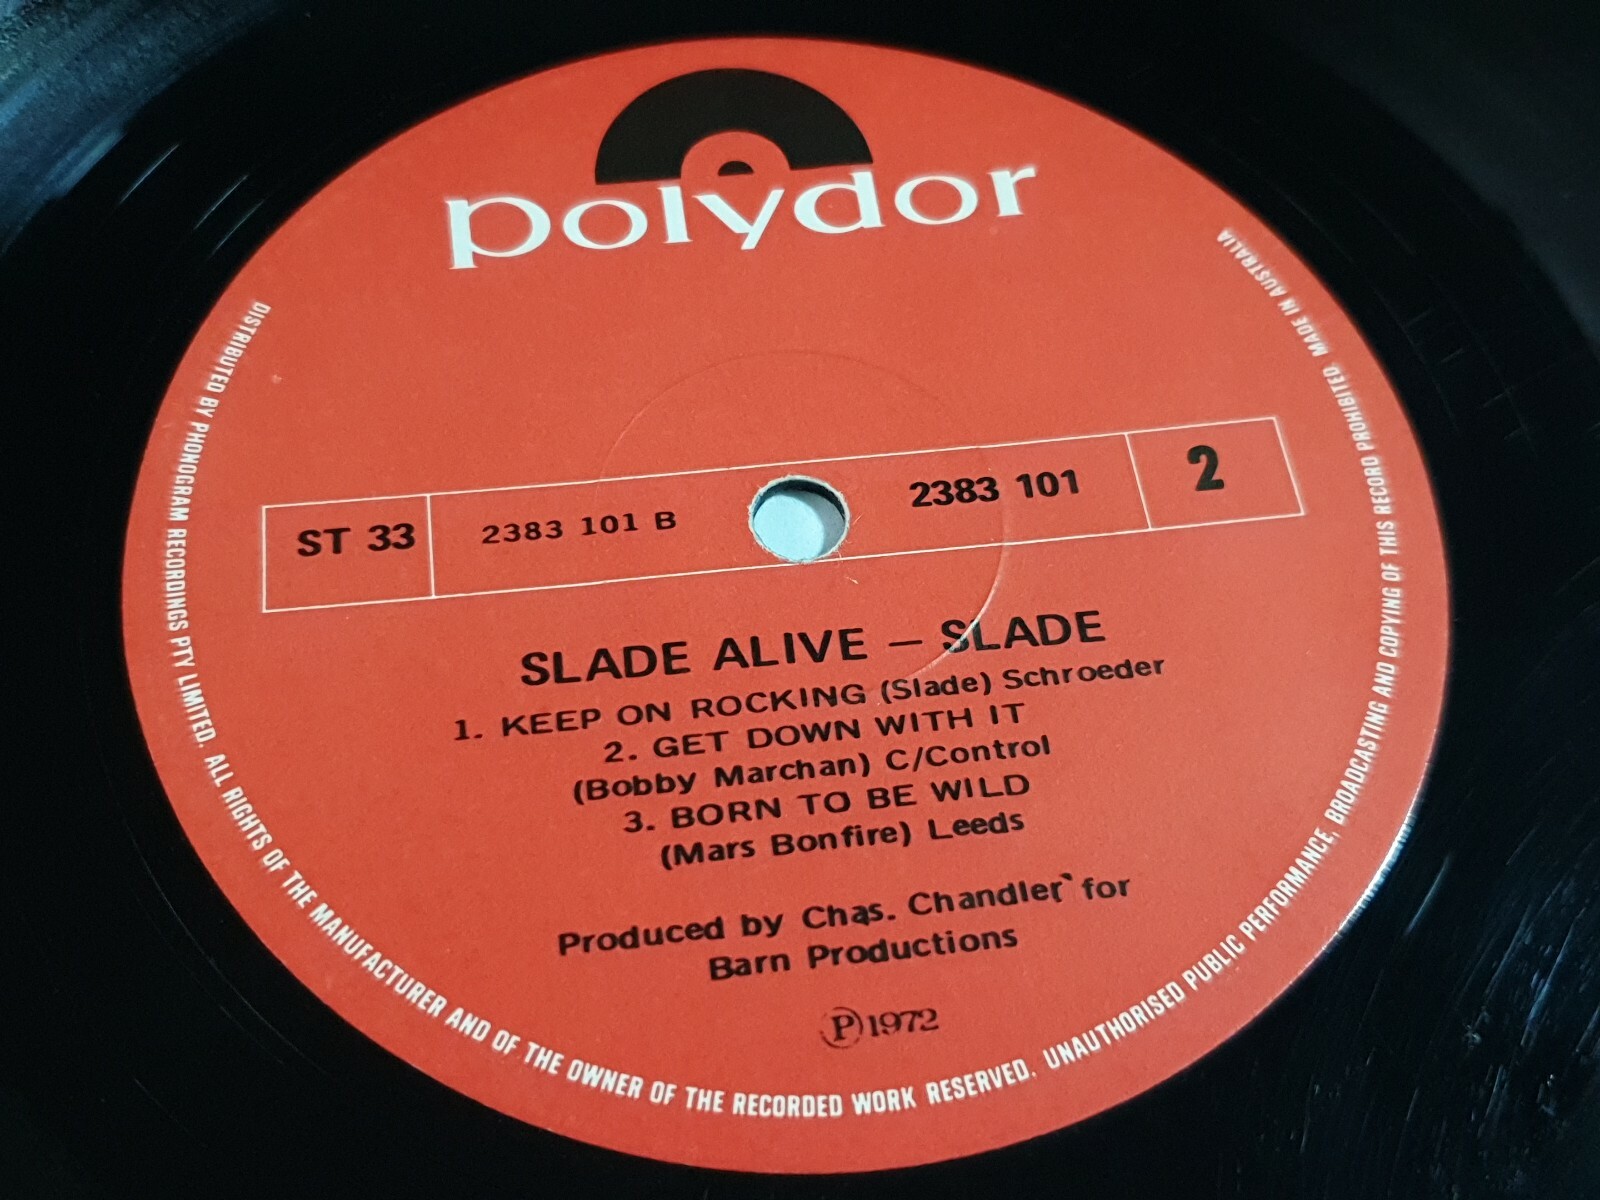 polydor
ST 33
2383 101 B
2383 101
2
SLADE ALIVE – SLADE
1. KEEP ON ROCKING (Slade) Schroeder
2. GET DOWN WITH IT
(Bobby Marchan) C/Control
3. BORN TO BE WILD
(Mars Bonfire) Leeds
Produced by Chas. Chandler for
Barn Productions
Ⓟ1972
DISTRIBUTED BY PHONOGRAM RECORDINGS PTY LIMITED. ALL RIGHTS OF THE MANUFACTURER AND OF THE OWNER OF THE RECORDED WORK RESERVED. UNAUTHORISED PUBLIC PERFORMANCE, BROADCASTING AND COPYING OF THIS RECORD PROHIBITED. MADE IN AUSTRALIA